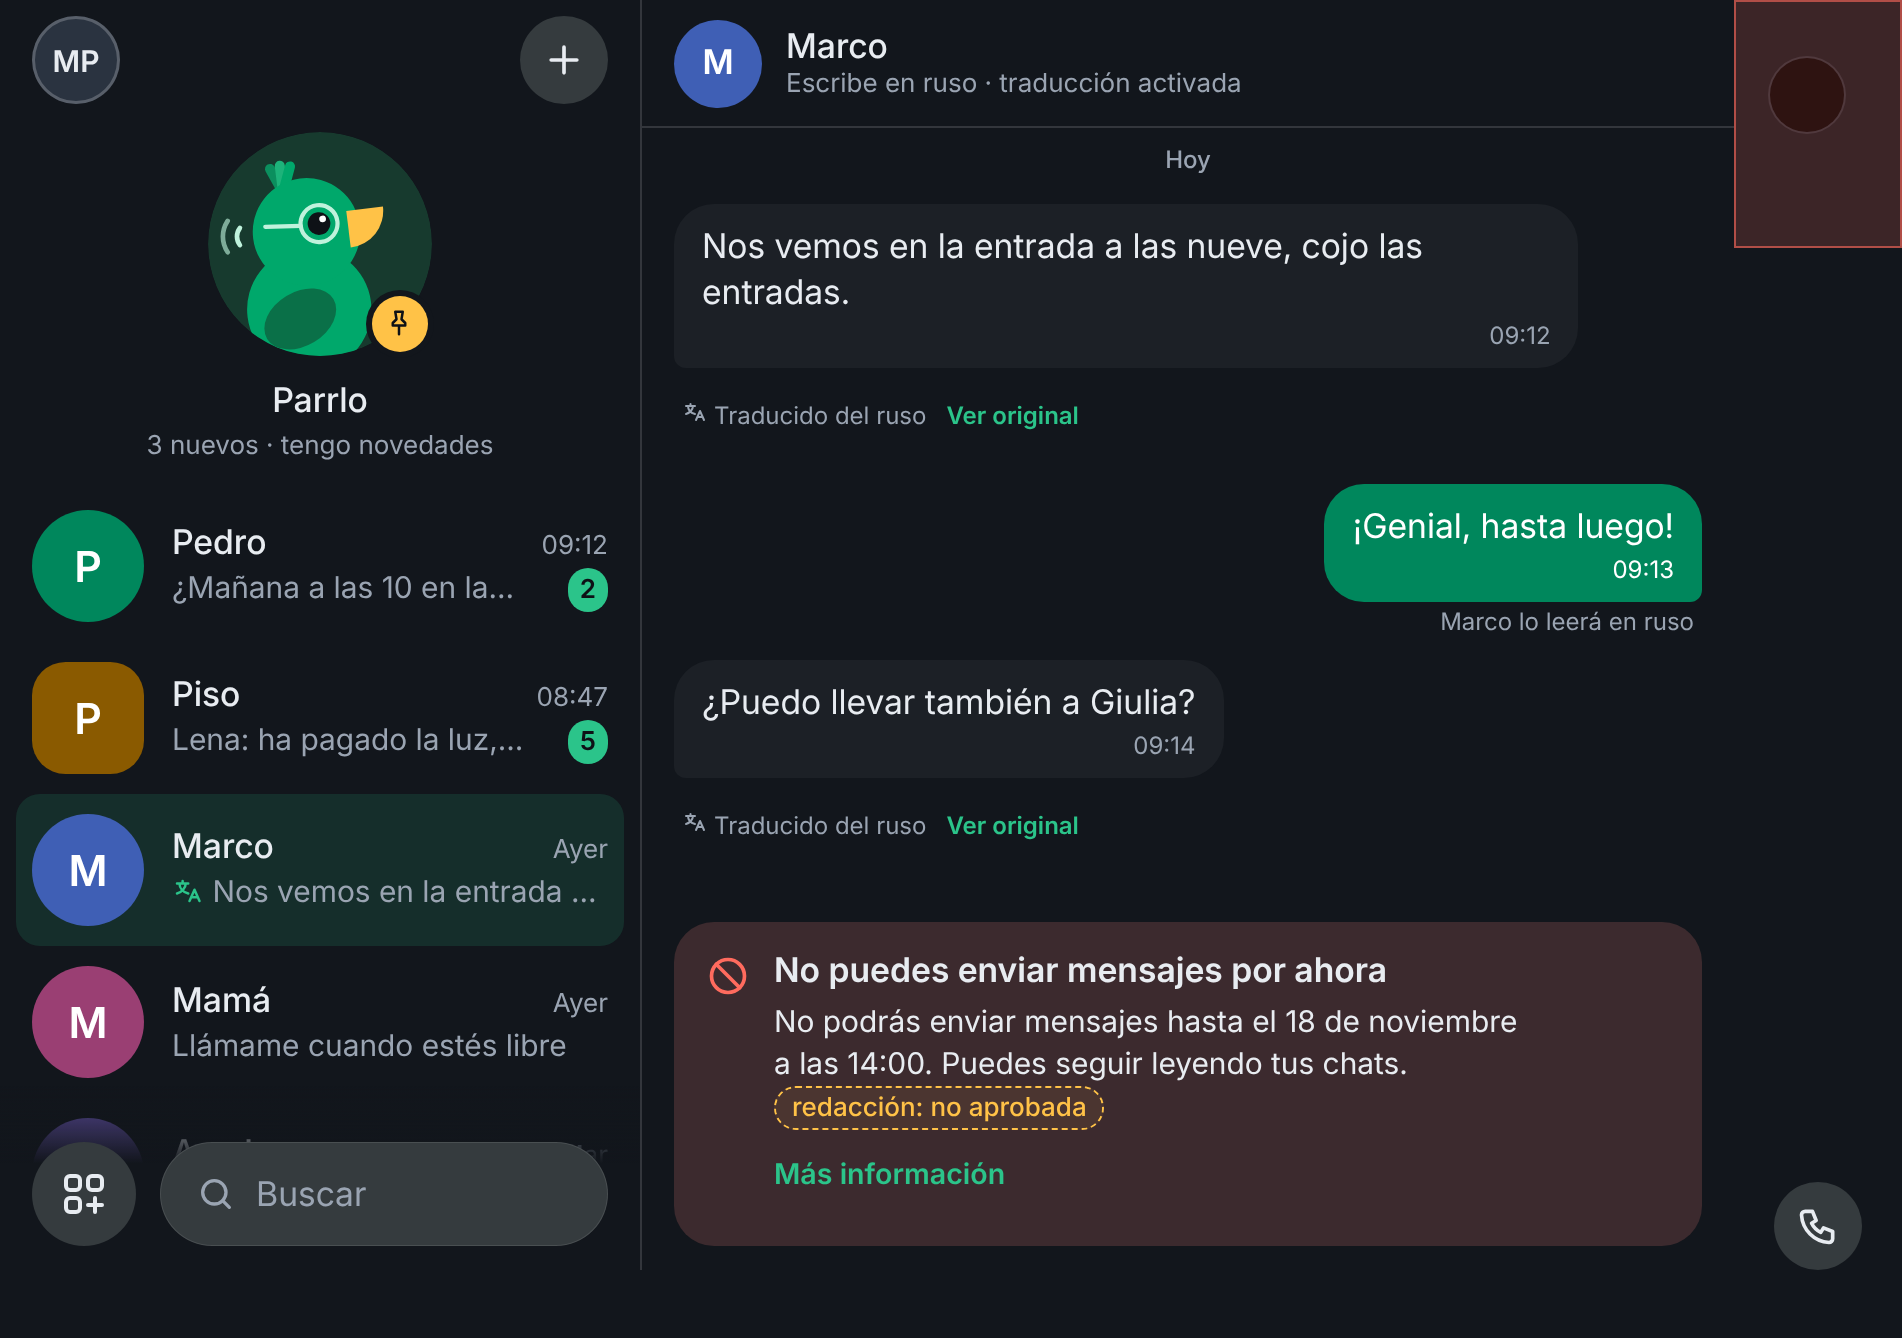 MP
Parrlo
3 nuevos · tengo novedades
P
Pedro
09:12
¿Mañana a las 10 en la...
2
P
Piso
08:47
Lena: ha pagado la luz,...
5
M
Marco
Ayer
Nos vemos en la entrada ...
M
Mamá
Ayer
Llámame cuando estés libre
Buscar
M
Marco
Escribe en ruso · traducción activada
Hoy
Nos vemos en la entrada a las nueve, cojo las
entradas.
09:12
Traducido del ruso Ver original
¡Genial, hasta luego!
09:13
Marco lo leerá en ruso
¿Puedo llevar también a Giulia?
09:14
Traducido del ruso Ver original
No puedes enviar mensajes por ahora
No podrás enviar mensajes hasta el 18 de noviembre
a las 14:00. Puedes seguir leyendo tus chats.
redacción: no aprobada
Más información